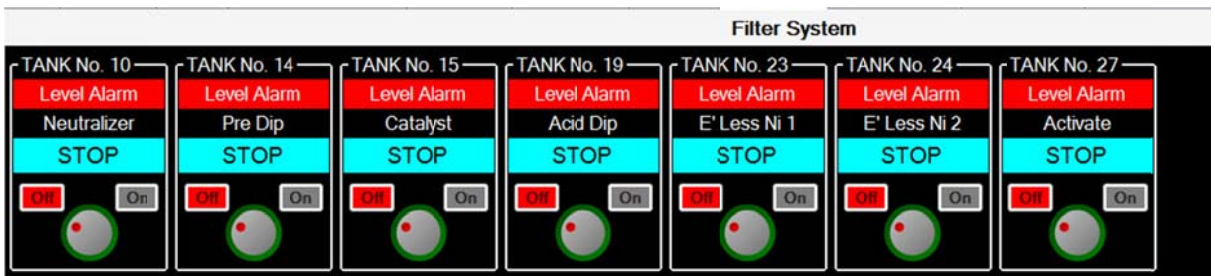 Filter System
TANK No. 10
Level Alarm
Neutralizer
STOP
Off On
TANK No. 14
Level Alarm
Pre Dip
STOP
Off On
TANK No. 15
Level Alarm
Catalyst
STOP
Off On
TANK No. 19
Level Alarm
Acid Dip
STOP
Off On
TANK No. 23
Level Alarm
E' Less Ni 1
STOP
Off On
TANK No. 24
Level Alarm
E' Less Ni 2
STOP
Off On
TANK No. 27
Level Alarm
Activate
STOP
Off On